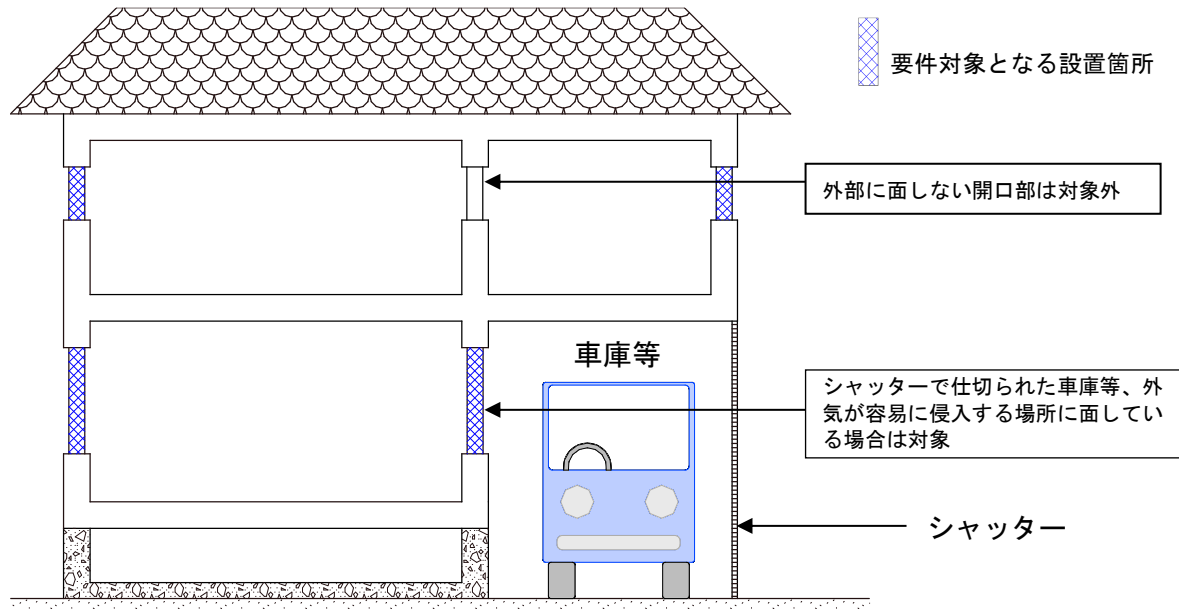 要件対象となる設置箇所
外部に面しない開口部は対象外
車庫等
シャッターで仕切られた車庫等、外
気が容易に侵入する場所に面してい
る場合は対象
シャッター